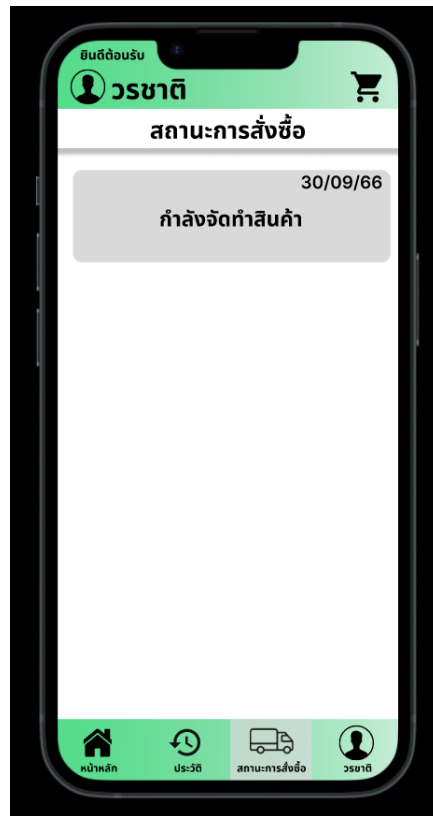 ยินดีต้อนรับ
วรชาติ
สถานะการสั่งซื้อ
30/09/66
กำลังจัดทำสินค้า
หน้าหลัก
ประวัติ
สถานะการสั่งซื้อ
วรชาติ